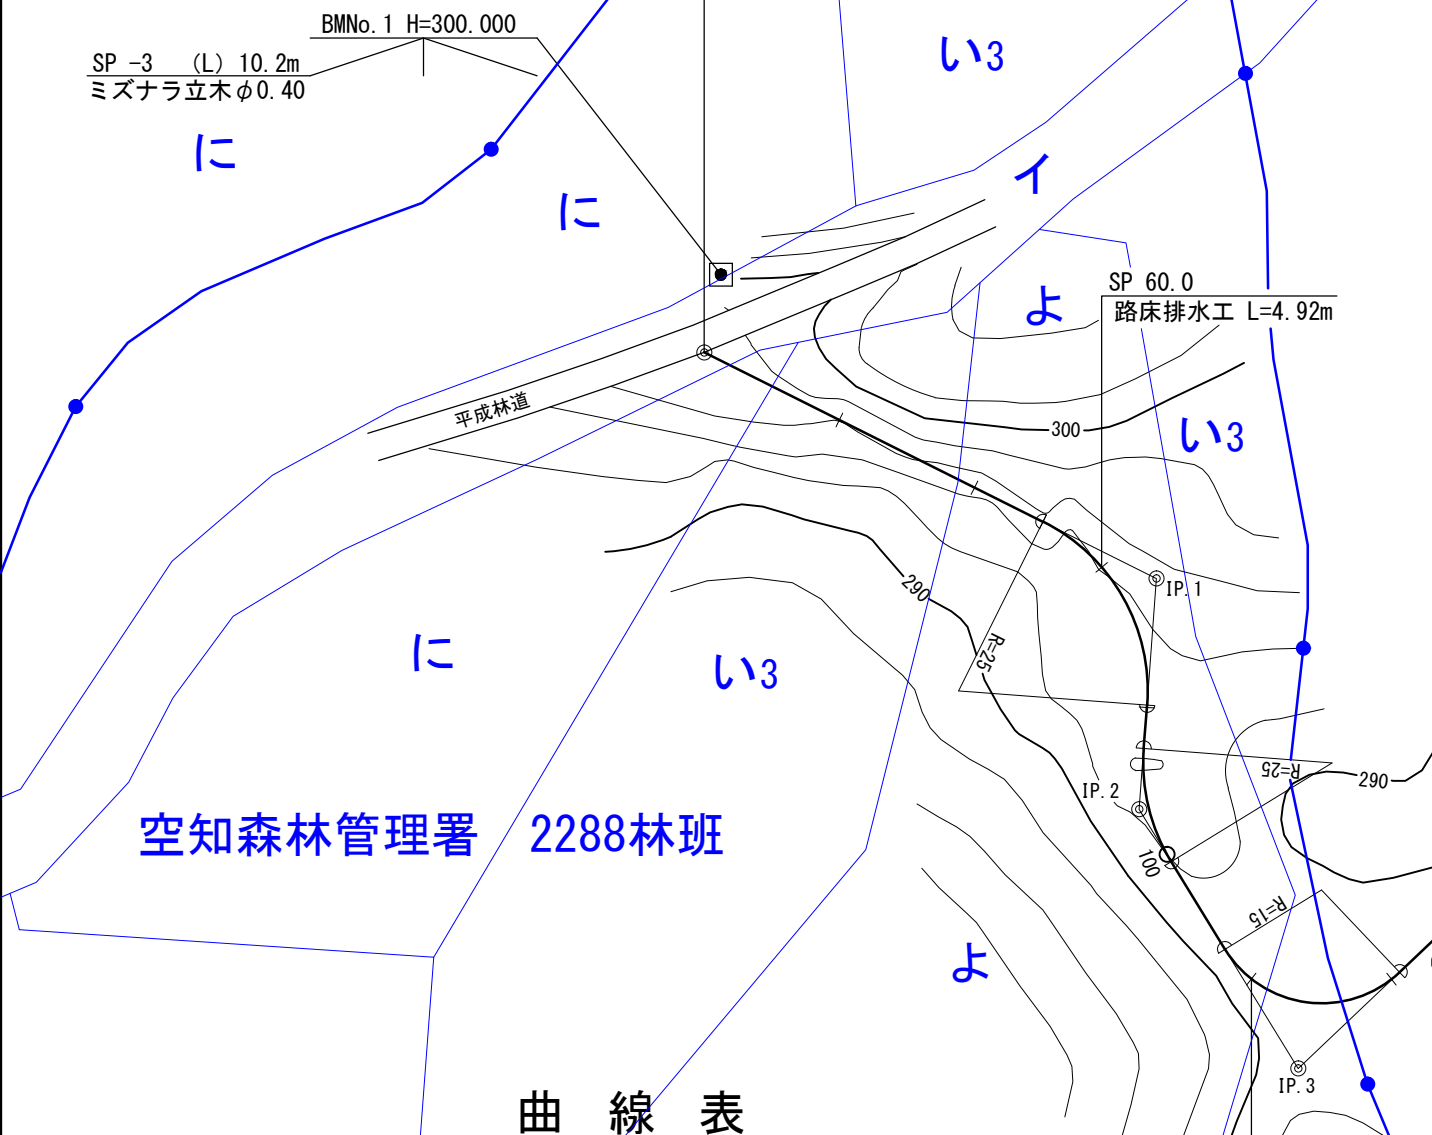 BMNo.1 H=300.000
SP -3 (L) 10.2m
ミズナラ立木φ0.40
い3
に
イ
に
SP 60.0
路床排水工 L=4.92m
よ
平成林道
300
い3
290
IP.1
R=25
に
い3
R=25
290
IP.2
空知森林管理署 2288林班
100
R=15
よ
IP.3
曲 線 表